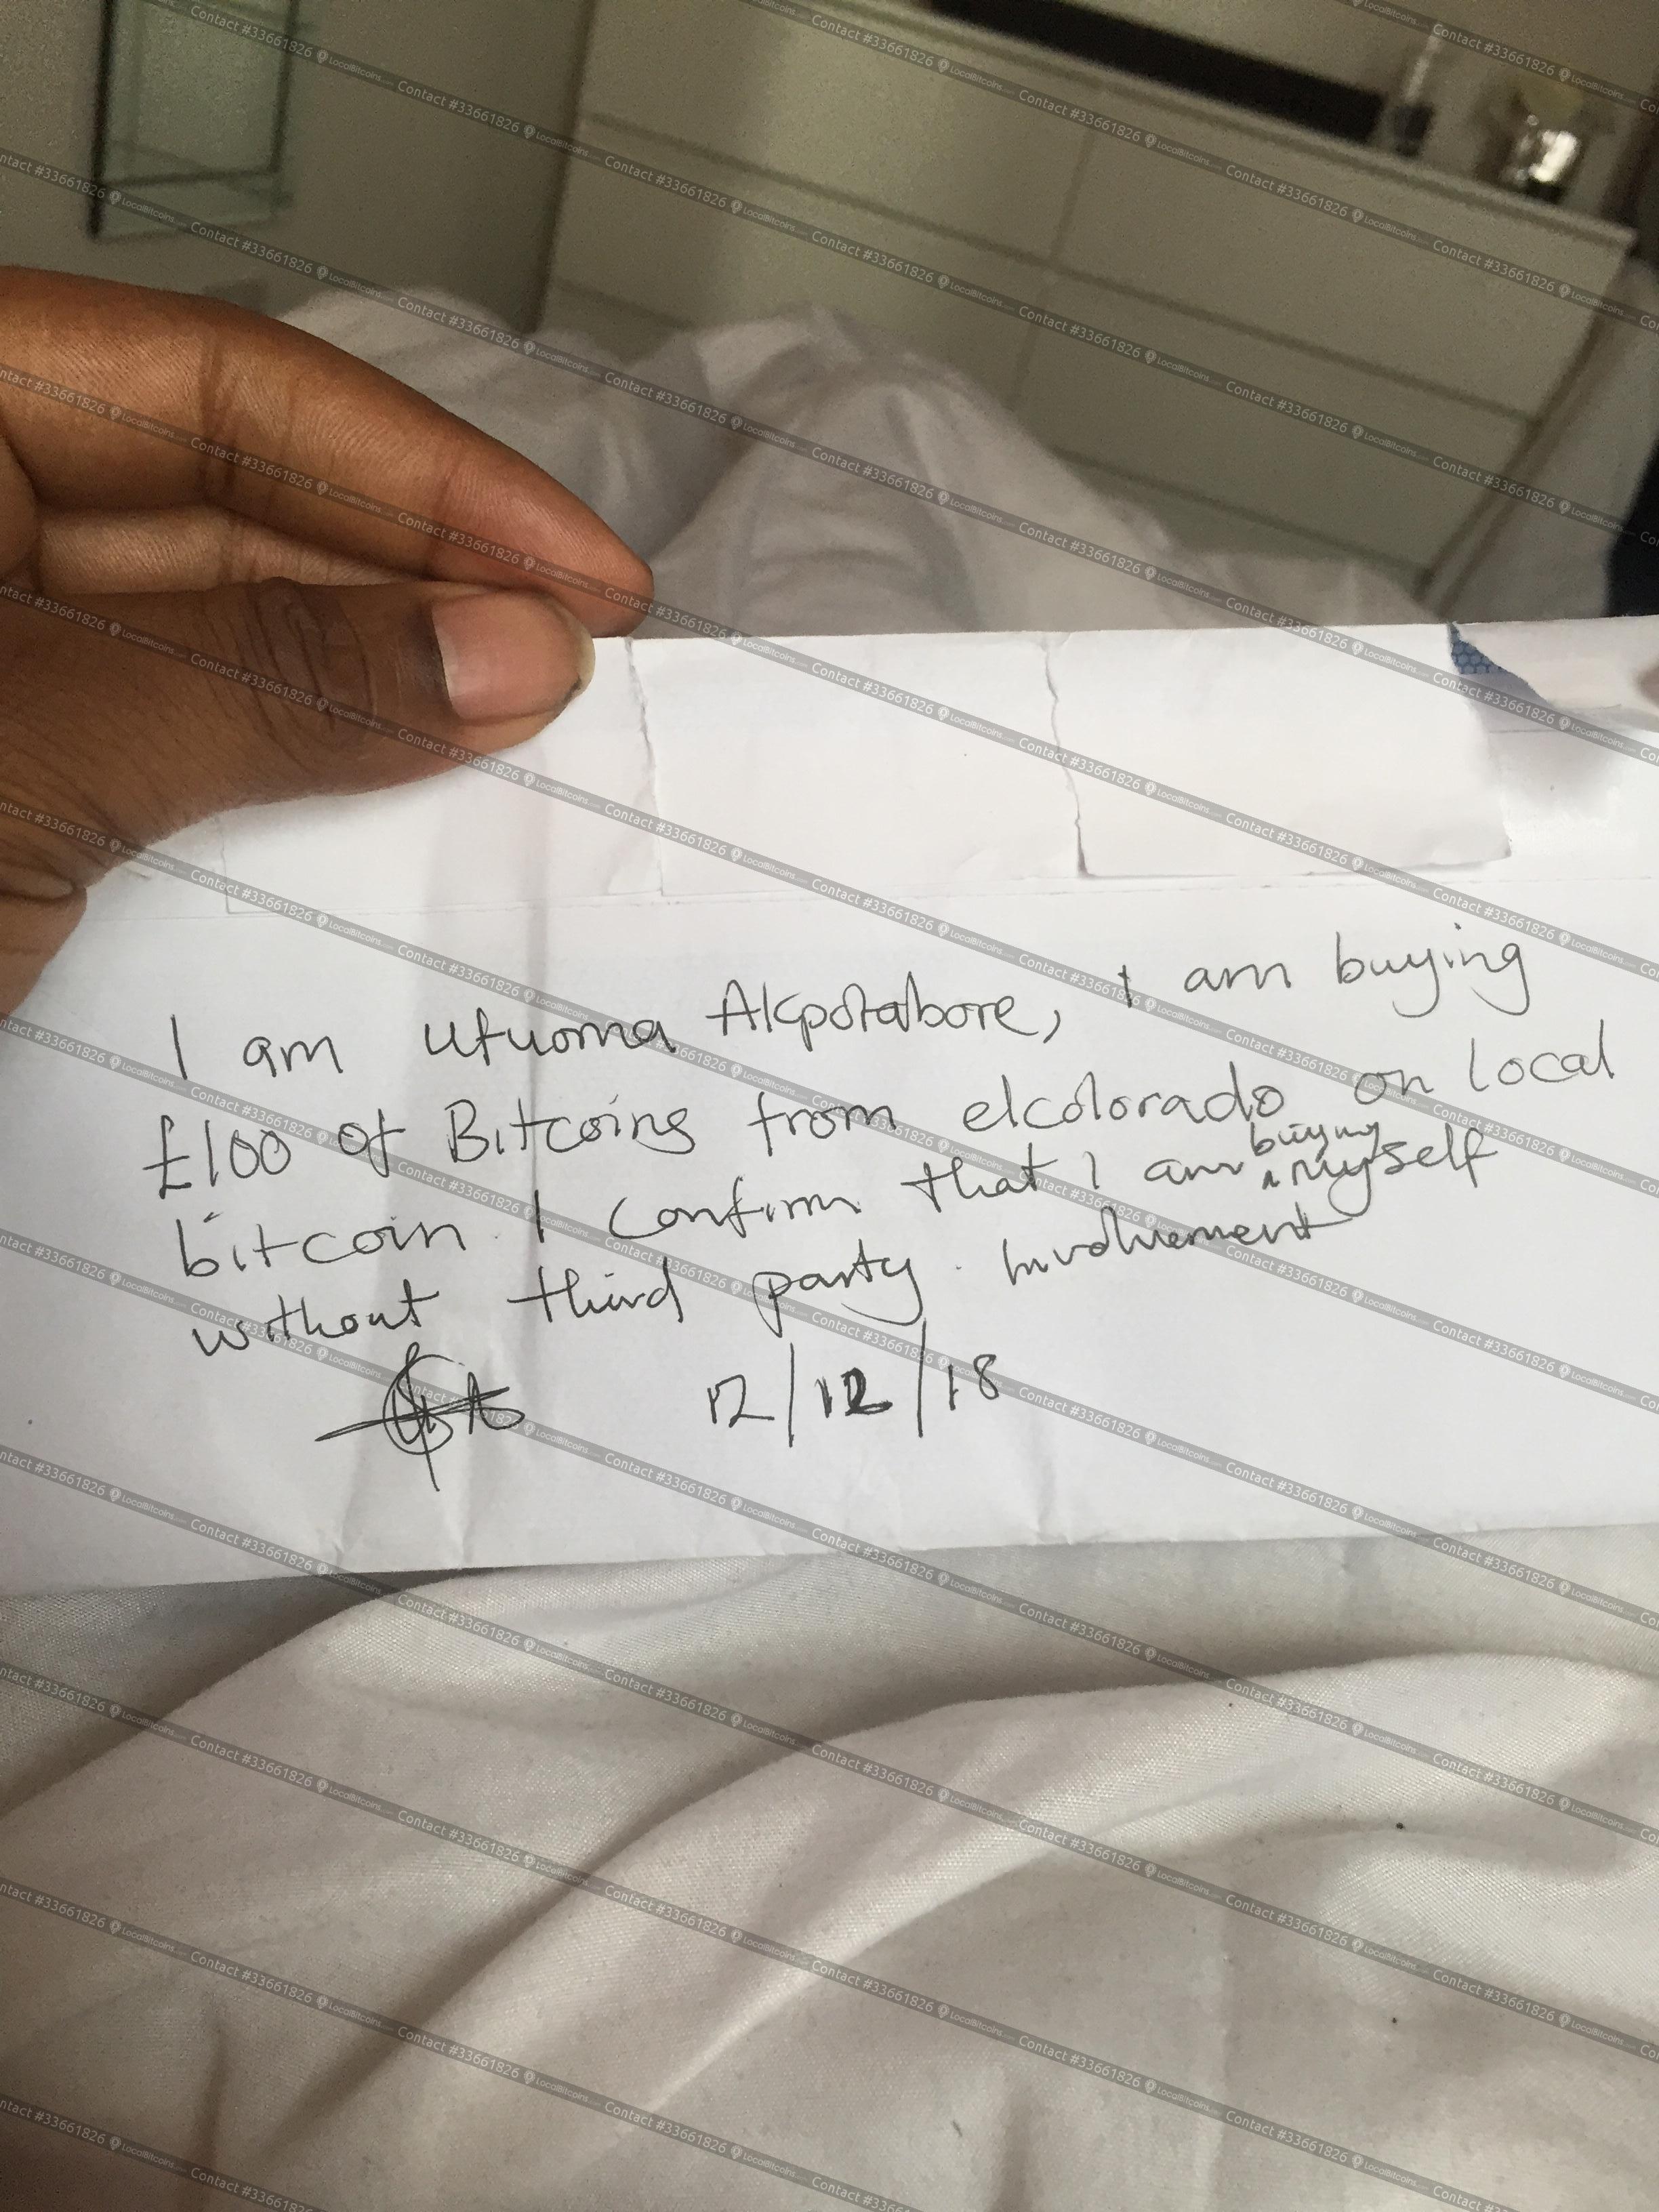 I am Ufuoma Akpotabore, I am buying
£100 of Bitcoins from elcolorado on local
bitcoin. I confirm that I am buying myself
without third party. Involvement
12/12/18
Contact #33661826 LocalBitcoins.com